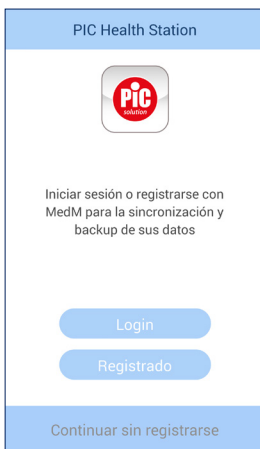 PIC Health Station
PiC
solution
Iniciar sesión o registrarse con
MedM para la sincronización y
backup de sus datos
Login
Registrado
Continuar sin registrarse